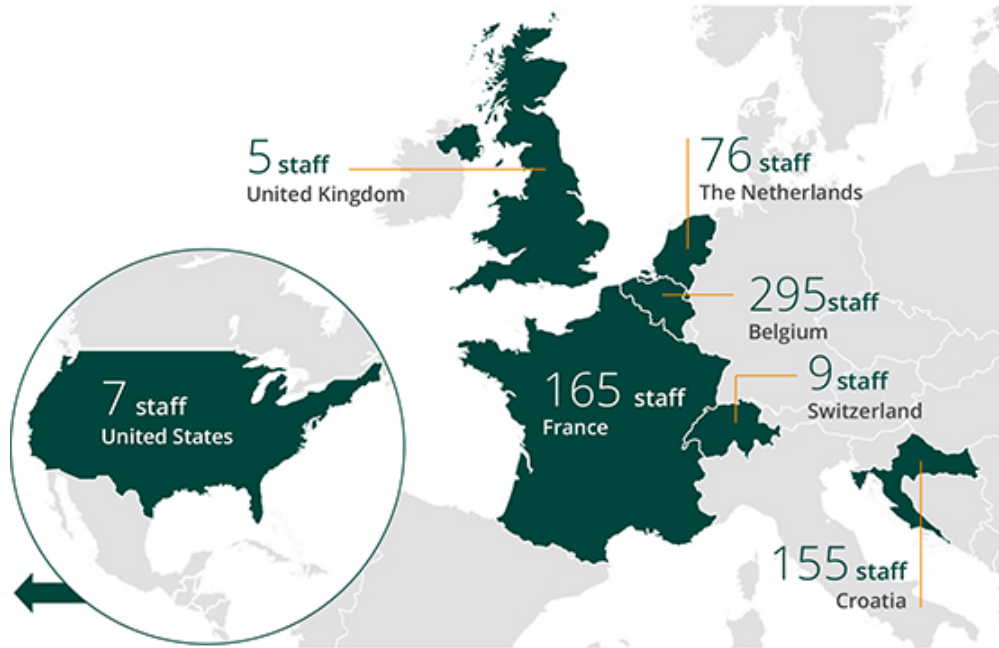 5 staff
United Kingdom
76 staff
The Netherlands
295staff
Belgium
9 staff
Switzerland
165 staff
France
7 staff
United States
155 staff
Croatia